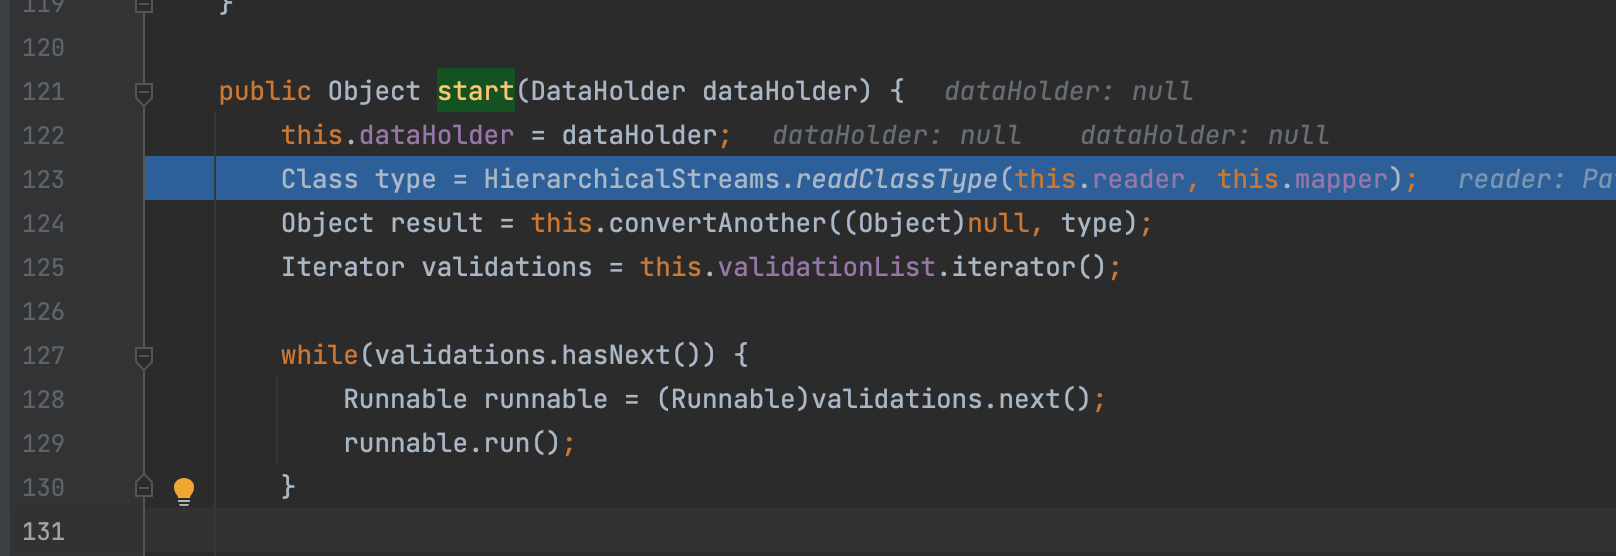 119 }
120
121 public Object start(DataHolder dataHolder) { dataHolder: null
122 this.dataHolder = dataHolder; dataHolder: null dataHolder: null
123 Class type = HierarchicalStreams.readClassType(this.reader, this.mapper); reader: Pa
124 Object result = this.convertAnother((Object)null, type);
125 Iterator validations = this.validationList.iterator();
126
127 while(validations.hasNext()) {
128 Runnable runnable = (Runnable)validations.next();
129 runnable.run();
130 }
131